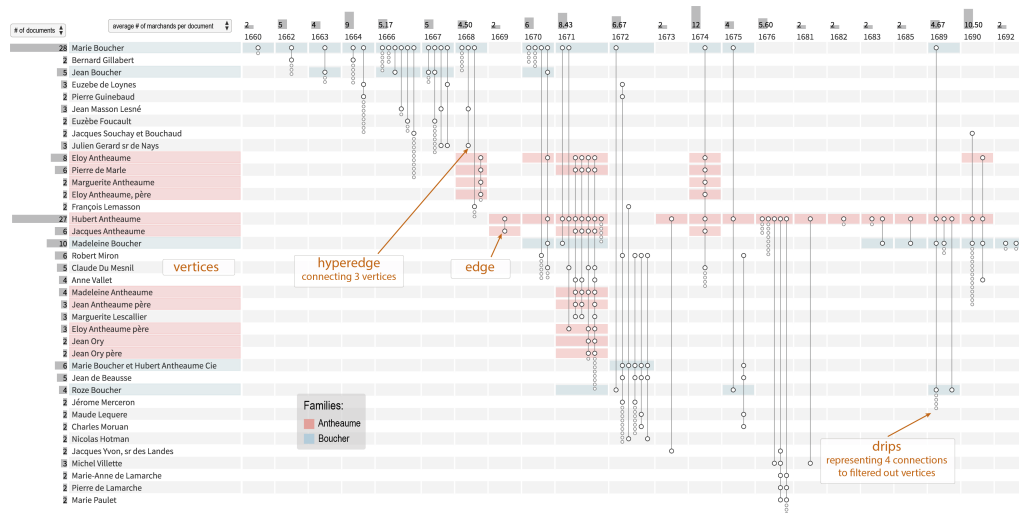 # of documents
average # of marchands per document
2 5 4 9 5.17 5 4.50 2 6 8.43 6.67 2 12 4 5.60 2 2 2 2 4.67 10.50 2
1660 1662 1663 1664 1666 1667 1668 1669 1670 1671 1672 1673 1674 1675 1676 1681 1682 1683 1685 1689 1690 1692
28 Marie Boucher
2 Bernard Gillabert
5 Jean Boucher
3 Euzebe de Loynes
2 Pierre Guinebaud
3 Jean Masson Lesné
2 Euzèbe Foucault
2 Jacques Souchay et Bouchaud
3 Julien Gerard sr de Nays
8 Eloy Antheaume
6 Pierre de Marle
2 Marguerite Antheaume
2 Eloy Antheaume, père
2 François Lemasson
27 Hubert Antheaume
6 Jacques Antheaume
10 Madeleine Boucher
6 Robert Miron
5 Claude Du Mesnil
4 Anne Vallet
4 Madeleine Antheaume
3 Jean Antheaume père
3 Marguerite Lescallier
3 Eloy Antheaume père
2 Jean Ory
2 Jean Ory père
6 Marie Boucher et Hubert Antheaume Cie
5 Jean de Beausse
4 Roze Boucher
2 Jérome Merceron
2 Maude Lequere
2 Charles Moruan
2 Nicolas Hotman
2 Jacques Yvon, sr des Landes
3 Michel Villette
2 Marie-Anne de Lamarche
2 Pierre de Lamarche
2 Marie Paulet
vertices
hyperedge
connecting 3 vertices
edge
Families:
Antheaume
Boucher
drips
representing 4 connections
to filtered out vertices